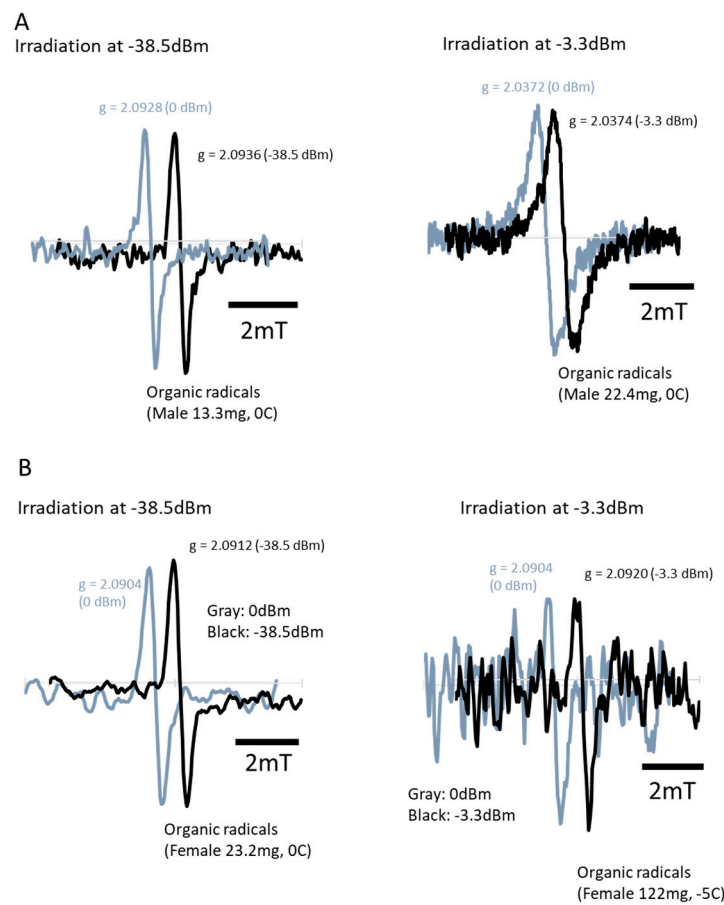 A
Irradiation at -38.5dBm
Irradiation at -3.3dBm
g = 2.0928 (0 dBm)
g = 2.0936 (-38.5 dBm)
2mT
Organic radicals
(Male 13.3mg, 0C)
g = 2.0372 (0 dBm)
g = 2.0374 (-3.3 dBm)
2mT
Organic radicals
(Male 22.4mg, 0C)
B
Irradiation at -38.5dBm
Irradiation at -3.3dBm
g = 2.0912 (-38.5 dBm)
g = 2.0904
(0 dBm)
Gray: 0dBm
Black: -38.5dBm
2mT
Organic radicals
(Female 23.2mg, 0C)
g = 2.0904
(0 dBm)
g = 2.0920 (-3.3 dBm)
2mT
Gray: 0dBm
Black: -3.3dBm
Organic radicals
(Female 122mg, -5C)